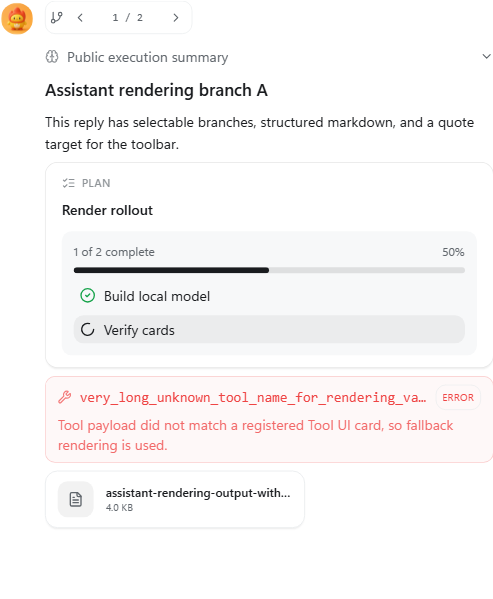 1 / 2
Public execution summary
Assistant rendering branch A
This reply has selectable branches, structured markdown, and a quote
target for the toolbar.
PLAN
Render rollout
1 of 2 complete 50%
Build local model
Verify cards
very_long_unknown_tool_name_for_rendering_va… ERROR
Tool payload did not match a registered Tool UI card, so fallback
rendering is used.
assistant-rendering-output-with...
4.0 KB